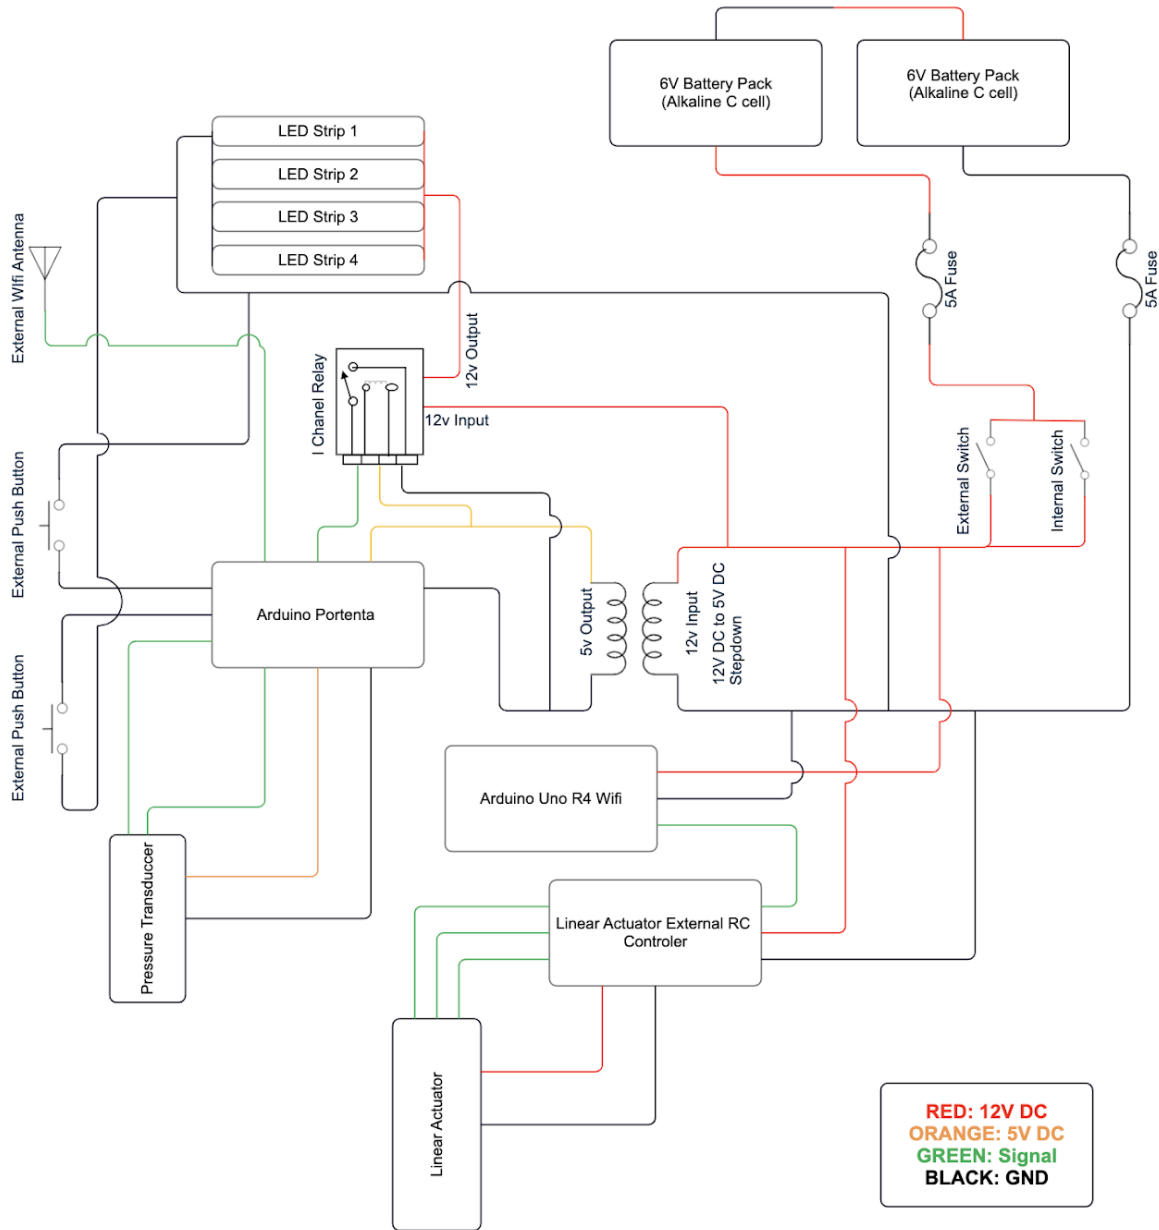 6V Battery Pack
(Alkaline C cell)
6V Battery Pack
(Alkaline C cell)
LED Strip 1
LED Strip 2
LED Strip 3
LED Strip 4
External WIfi Antenna
5A Fuse
5A Fuse
12v Output
I Chanel Relay
12v Input
External Switch
Internal Switch
External Push Button
Arduino Portenta
5v Output
12v Input
12V DC to 5V DC
Stepdown
External Push Button
Arduino Uno R4 Wifi
Pressure Transduccer
Linear Actuator External RC
Controler
Linear Actuator
RED: 12V DC
ORANGE: 5V DC
GREEN: Signal
BLACK: GND